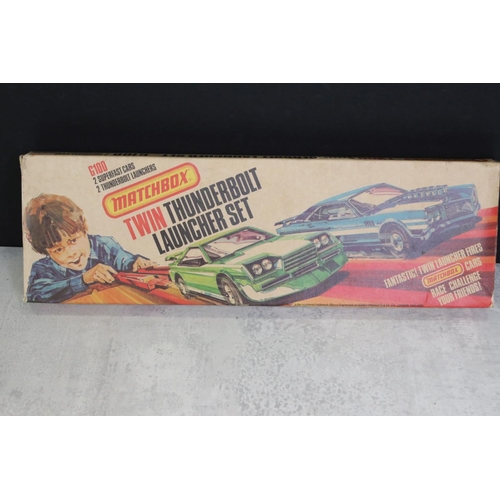 G100
2 SUPERFAST CARS
2 THUNDERBOLT LAUNCHERS
MATCHBOX
TWIN THUNDERBOLT
LAUNCHER SET
FANTASTIC! TWIN LAUNCHER FIRES
MATCHBOX CARS
RACE CHALLENGE
YOUR FRIENDS!